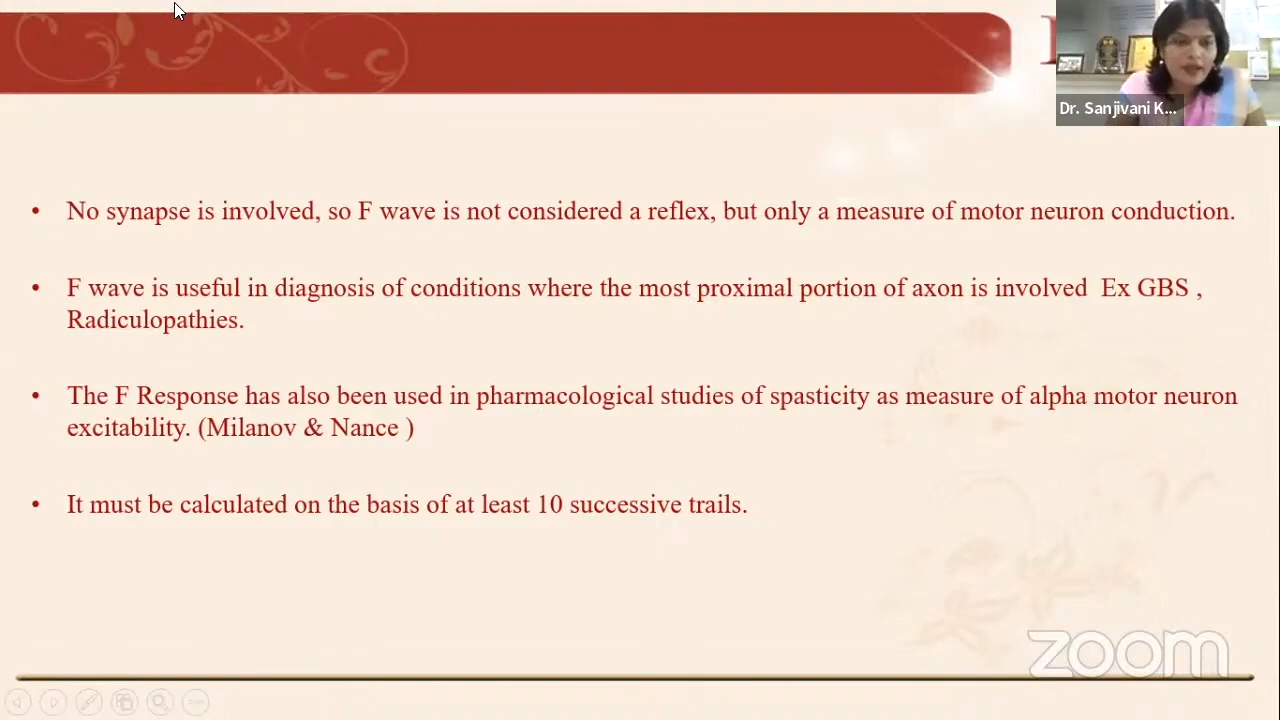 Dr. Sanjivani K...
• No synapse is involved, so F wave is not considered a reflex, but only a measure of motor neuron conduction.
• F wave is useful in diagnosis of conditions where the most proximal portion of axon is involved Ex GBS ,
Radiculopathies.
• The F Response has also been used in pharmacological studies of spasticity as measure of alpha motor neuron
excitability. (Milanov & Nance )
• It must be calculated on the basis of at least 10 successive trails.
zoom